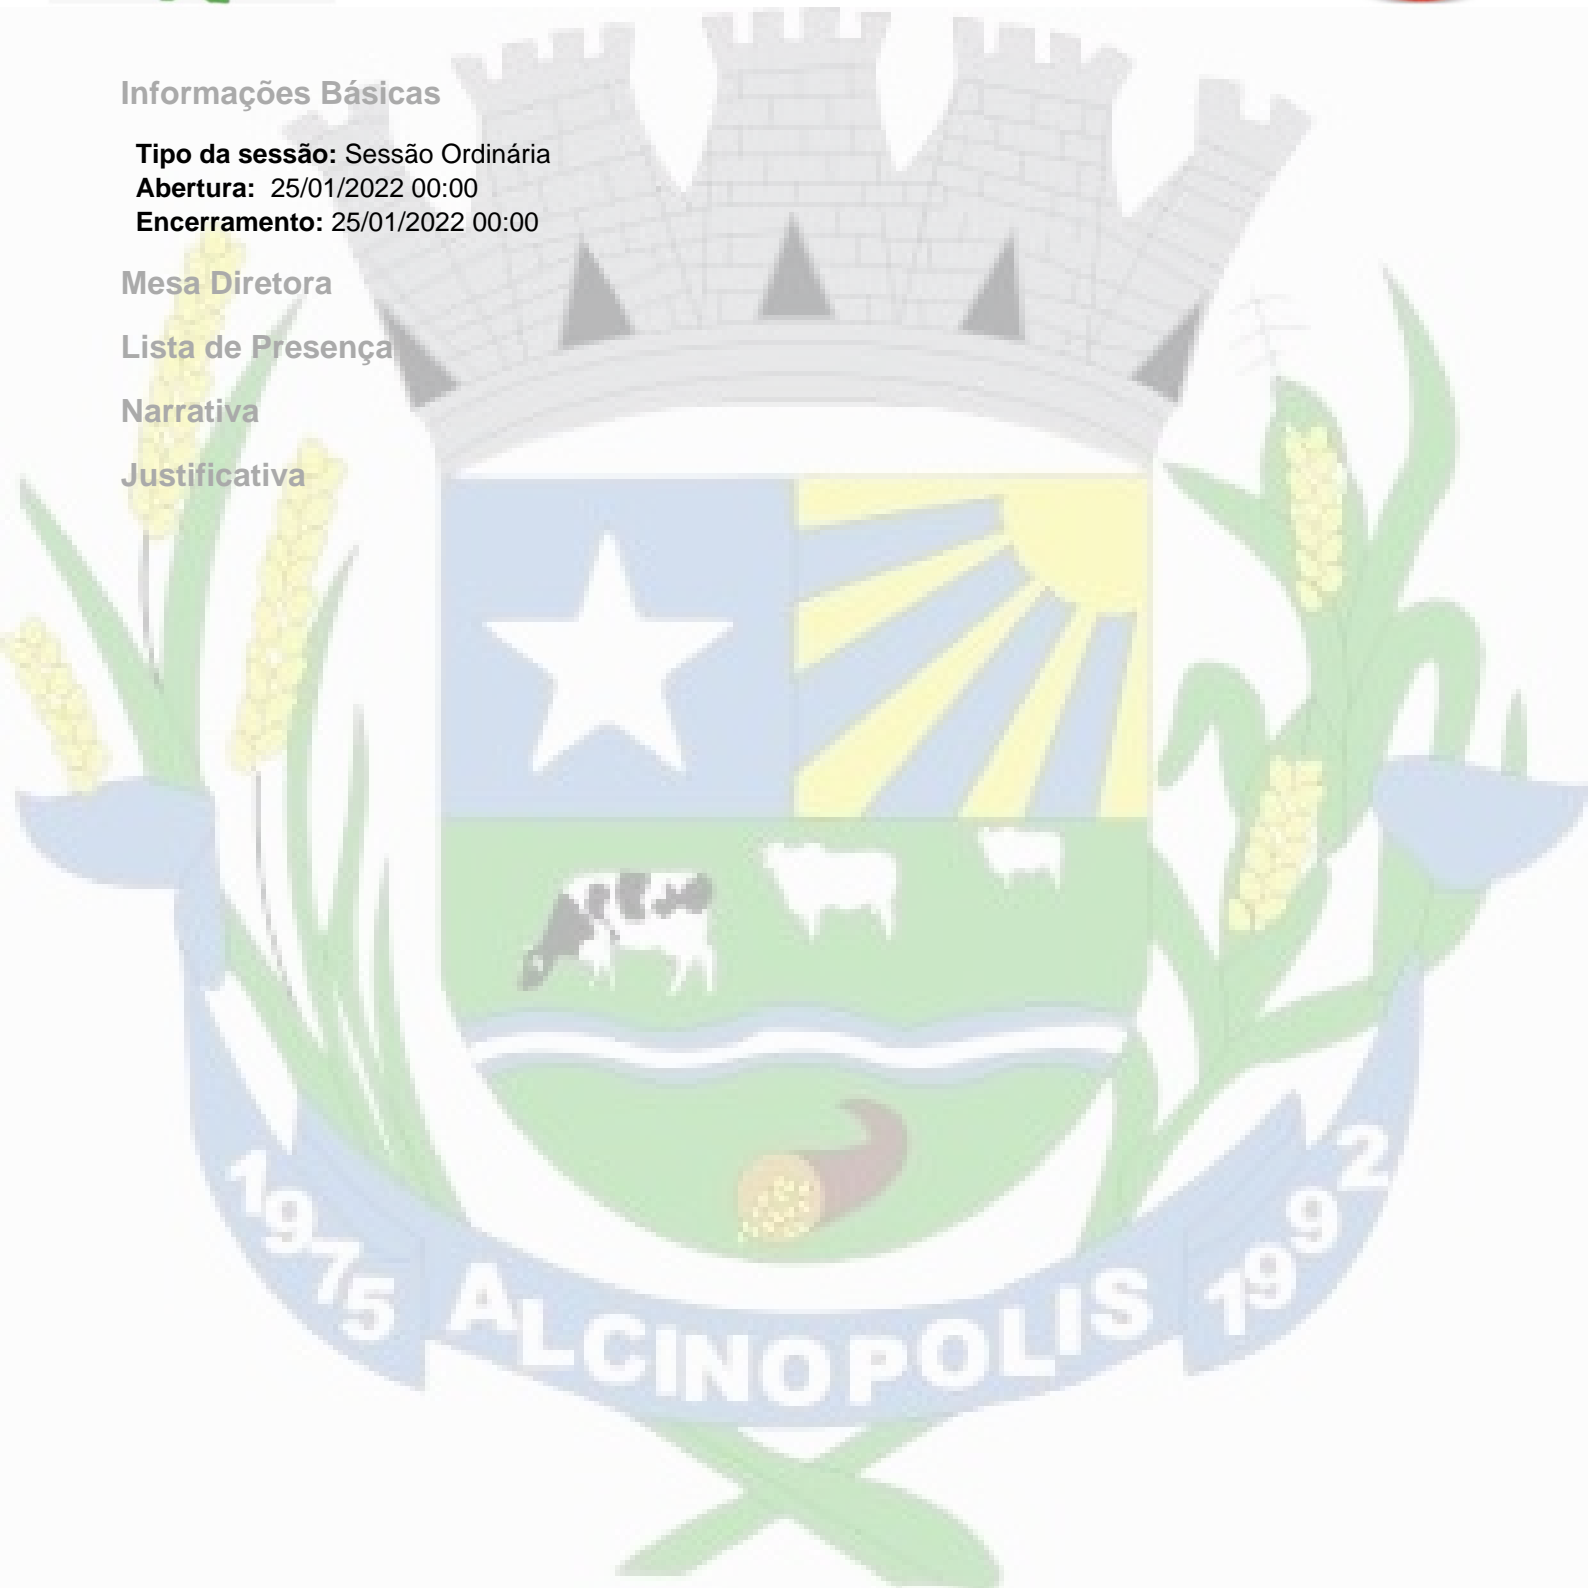 Informações Básicas
Tipo da sessão: Sessão Ordinária
Abertura: 25/01/2022 00:00
Encerramento: 25/01/2022 00:00
Mesa Diretora
Lista de Presença
Narrativa
Justificativa
1975 ALCINOPOLIS 1992